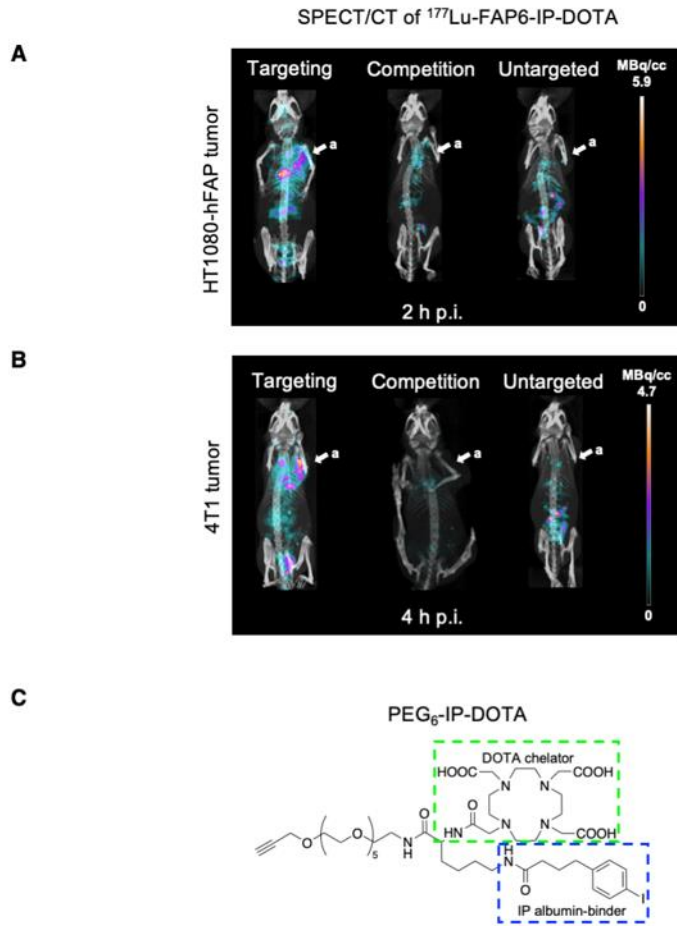 SPECT/CT of ¹⁷⁷Lu-FAP6-IP-DOTA
A
HT1080-hFAP tumor
Targeting Competition Untargeted MBq/cc
5.9
a a a
0
2 h p.i.
B
4T1 tumor
Targeting Competition Untargeted MBq/cc
4.7
a a a
0
4 h p.i.
C
PEG₆-IP-DOTA
DOTA chelator
HOOC COOH
N N
O O
HN N N COOH
O O 5 N H
H N
O I
IP albumin-binder